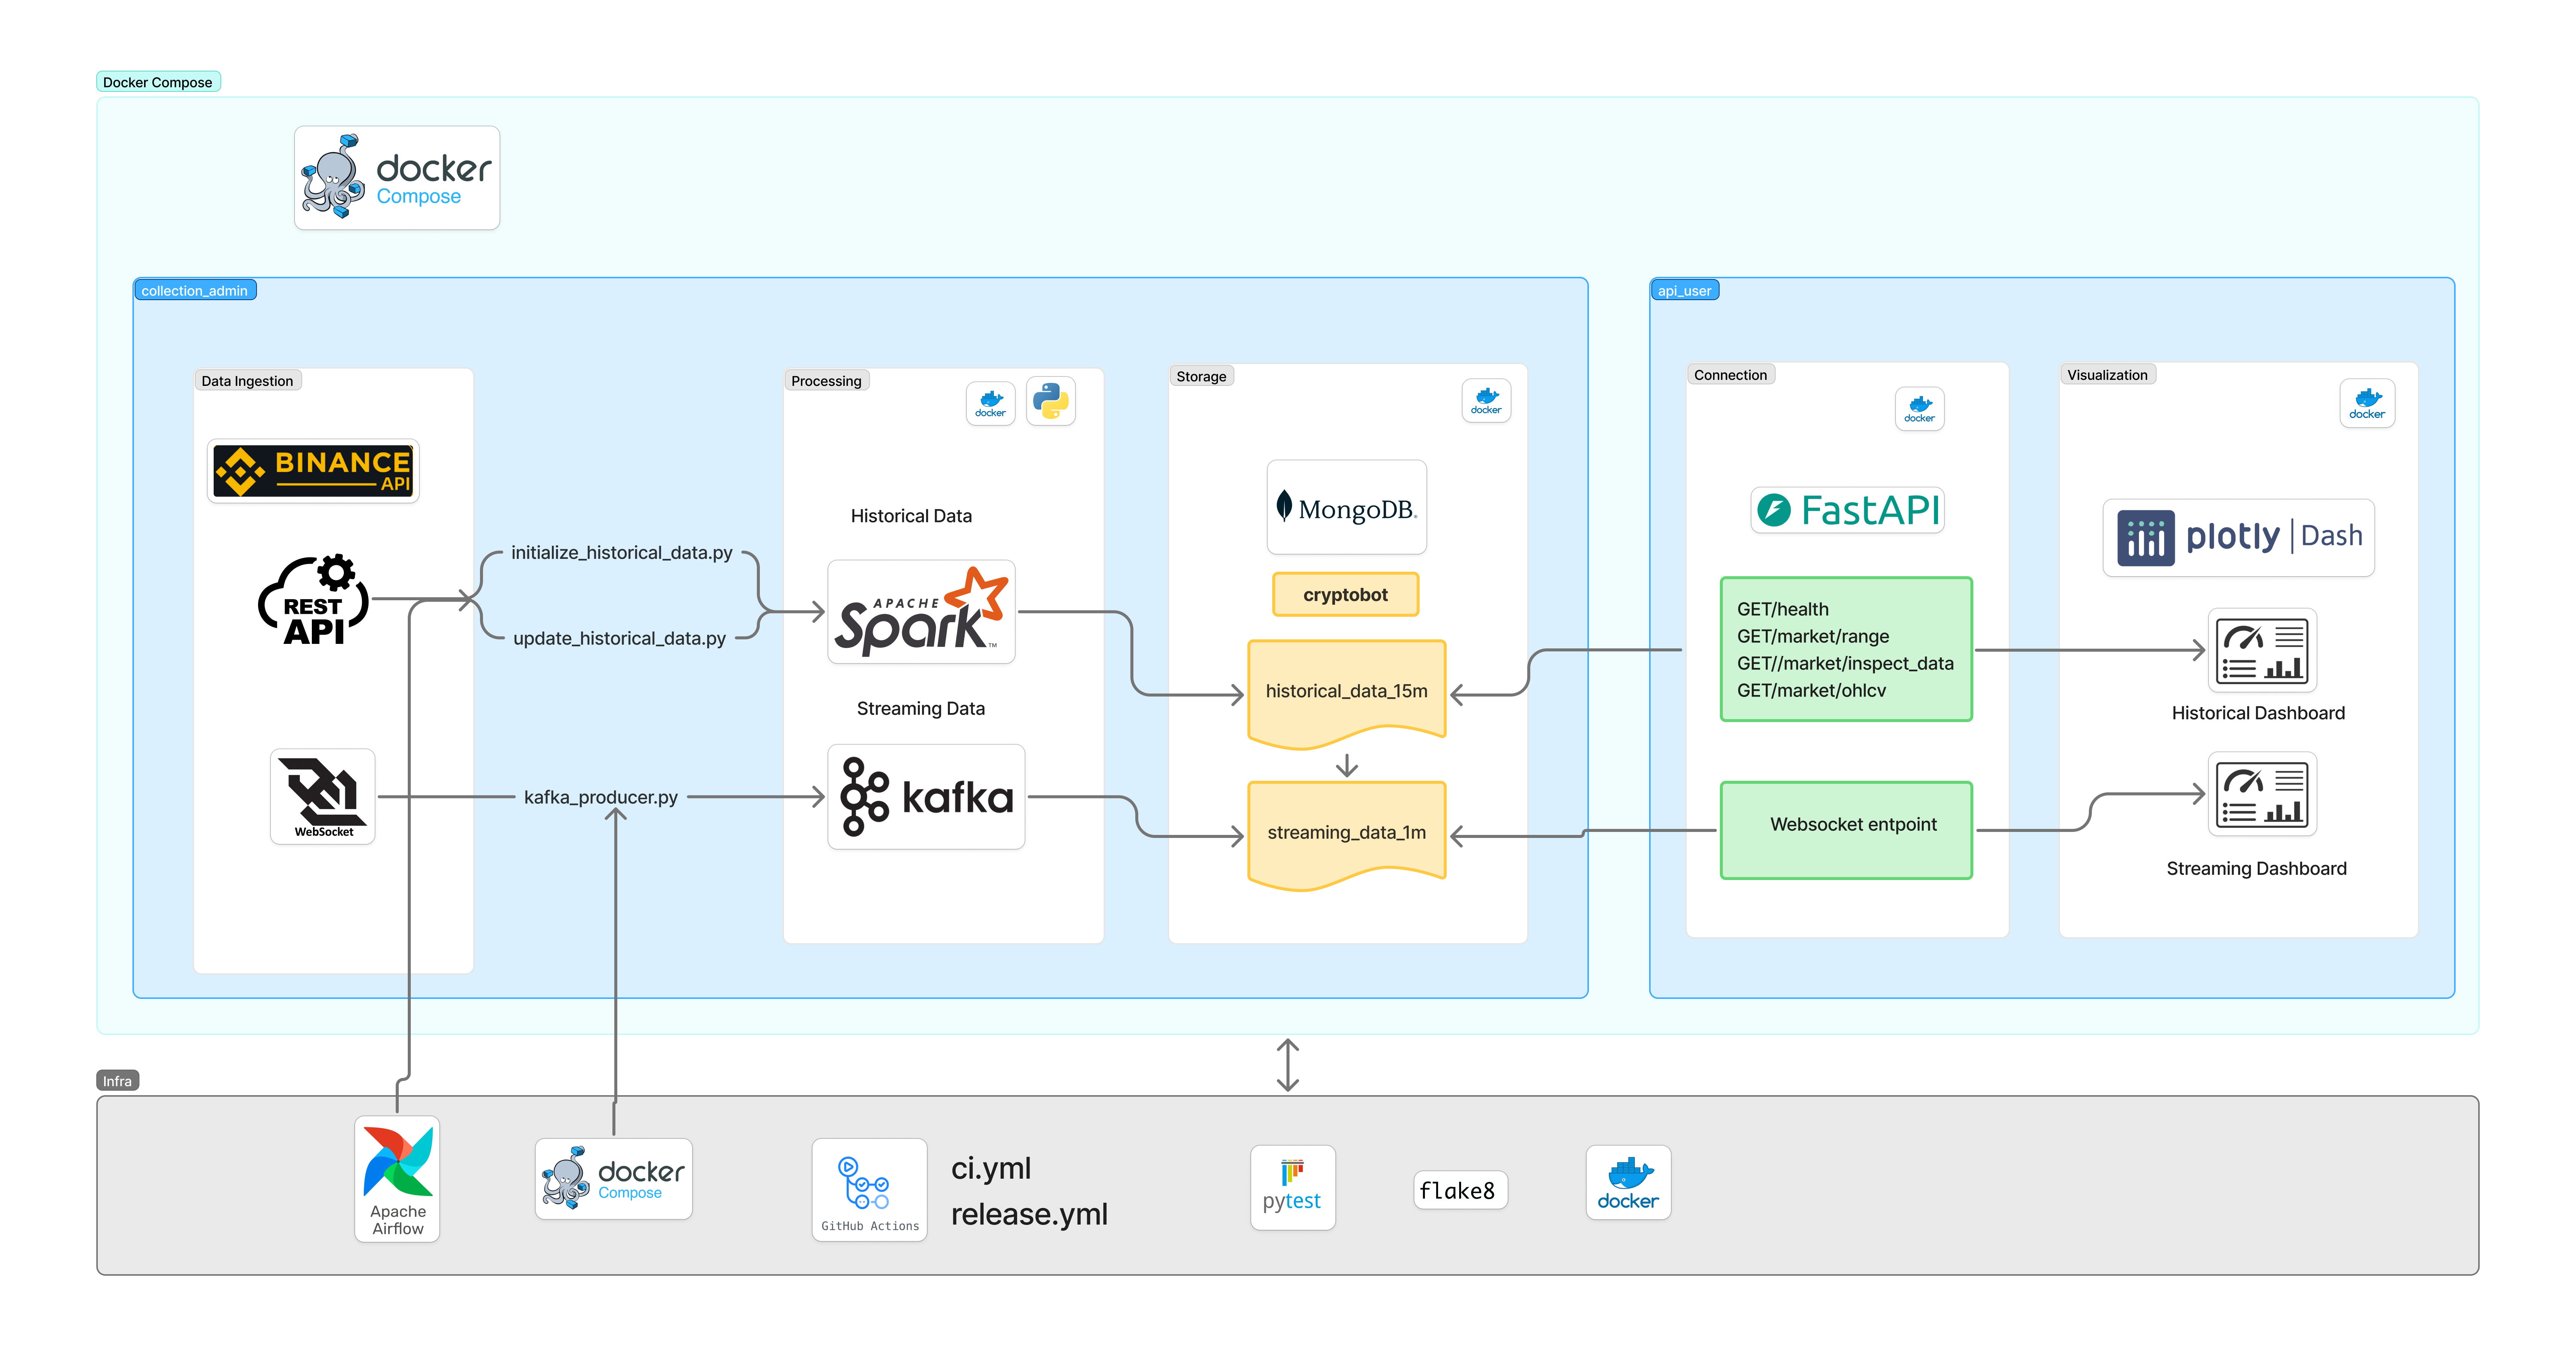 Docker Compose
docker
Compose
collection_admin
Data Ingestion
BINANCE
API
REST
API
WebSocket
initialize_historical_data.py
update_historical_data.py
kafka_producer.py
Processing
docker
Historical Data
APACHE
Spark™
Streaming Data
kafka
Storage
docker
MongoDB®
cryptobot
historical_data_15m
streaming_data_1m
api_user
Connection
docker
FastAPI
GET/health
GET/market/range
GET//market/inspect_data
GET/market/ohlcv
Websocket entpoint
Visualization
docker
plotly | Dash
Historical Dashboard
Streaming Dashboard
Infra
Apache
Airflow
docker
Compose
GitHub Actions
ci.yml
release.yml
pytest
flake8
docker